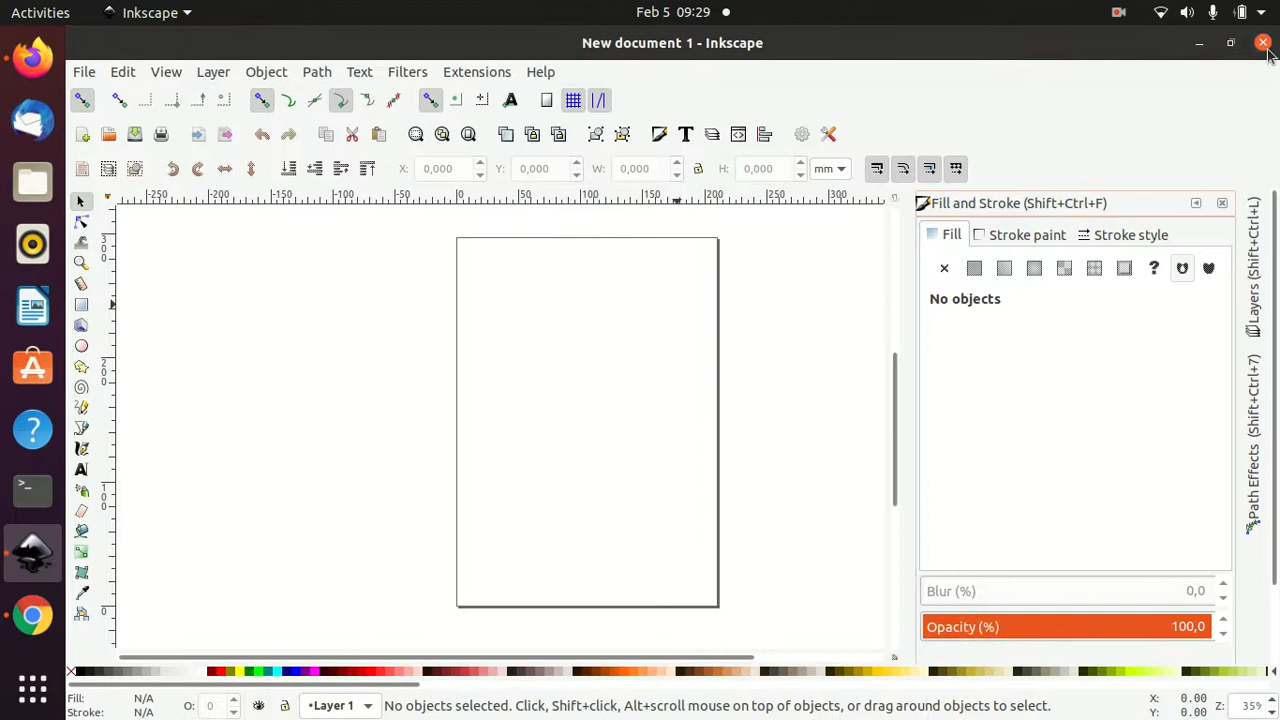 Activities
Inkscape
Feb 5 09:29
New document 1 - Inkscape
File Edit View Layer Object Path Text Filters Extensions Help
X: 0,000 Y: 0,000 W: 0,000 H: 0,000 mm
-250 -200 -150 -100 -50 0 50 100 150 200 250 300
300
200
100
0
Fill and Stroke (Shift+Ctrl+F)
Fill Stroke paint Stroke style
No objects
Blur (%) 0,0
Opacity (%) 100,0
Layers (Shift+Ctrl+L)
Path Effects (Shift+Ctrl+7)
Fill: N/A
Stroke: N/A
O: 0
•Layer 1
No objects selected. Click, Shift+click, Alt+scroll mouse on top of objects, or drag around objects to select.
X: 0.00
Y: 0.00
Z: 35%